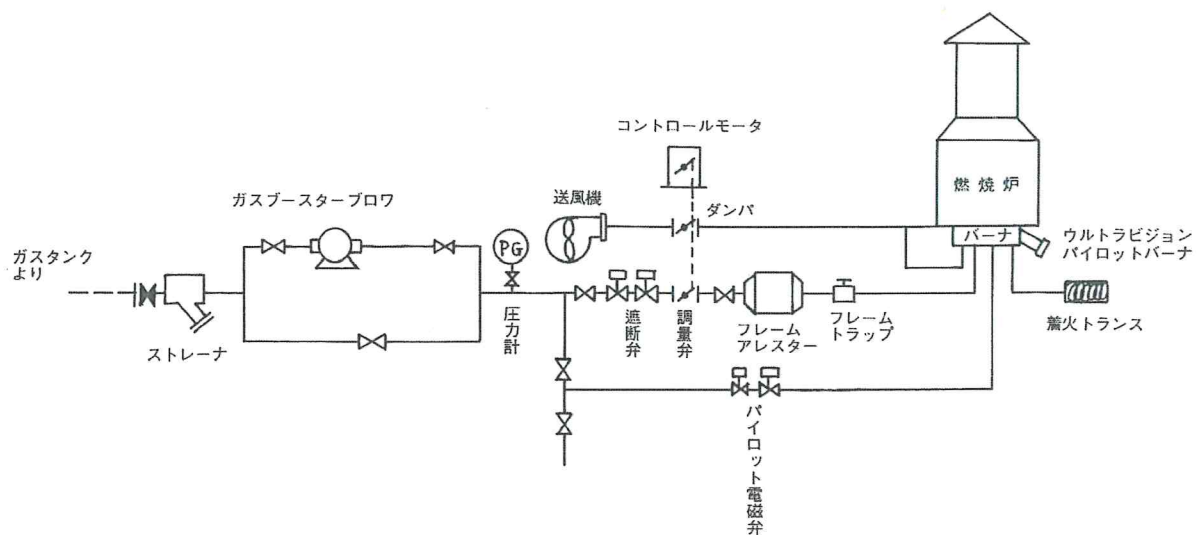 コントロールモータ
燃焼炉
ガスブースターブロワ
送風機
ダンパ
ガスタンク
より
PG
バーナ
ウルトラビジョン
パイロットバーナ
ストレーナ
圧力計
遮断弁
調量弁
フレーム
アレスター
フレーム
トラップ
着火トランス
パイロット電磁弁